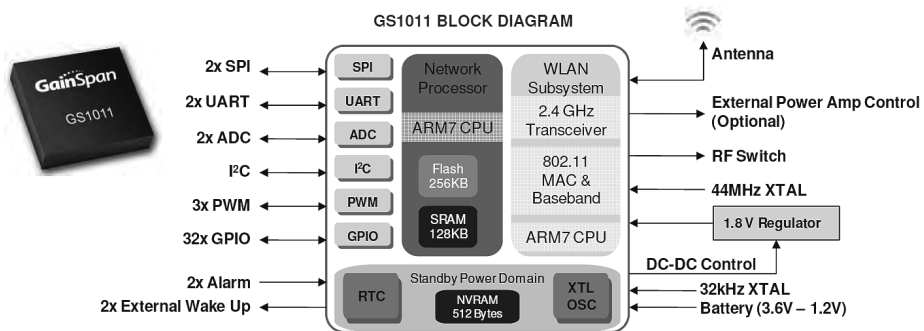 GS1011 BLOCK DIAGRAM
GainSpan
GS1011
2x SPI
2x UART
2x ADC
I²C
3x PWM
32x GPIO
2x Alarm
2x External Wake Up
SPI
UART
ADC
I²C
PWM
GPIO
Network
Processor
ARM7 CPU
Flash
256KB
SRAM
128KB
WLAN
Subsystem
2.4 GHz
Transceiver
802.11
MAC &
Baseband
ARM7 CPU
Standby Power Domain
RTC
NVRAM
512 Bytes
XTL
OSC
Antenna
External Power Amp Control
(Optional)
RF Switch
44MHz XTAL
1.8 V Regulator
DC-DC Control
32kHz XTAL
Battery (3.6V – 1.2V)